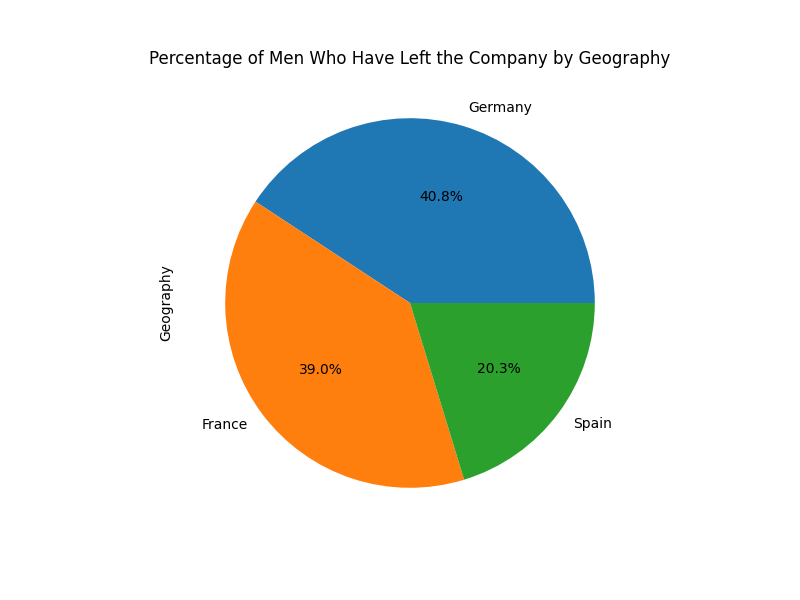 Percentage of Men Who Have Left the Company by Geography
Germany
40.8%
Geography
39.0%
20.3%
France
Spain